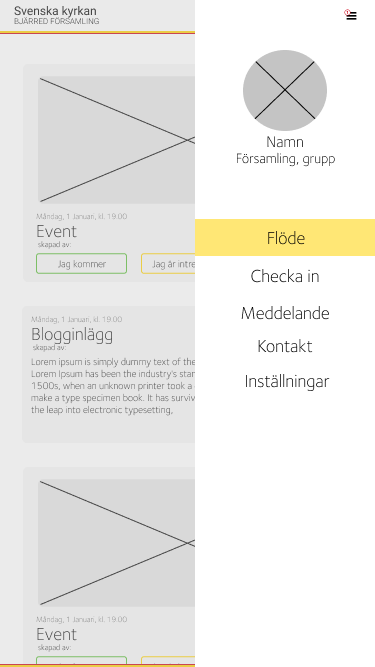 Svenska kyrkan
BJÄRRED FÖRSAMLING
Måndag, 1 Januari, kl. 19.00
Event
skapad av:
Jag kommer
Jag är intre
Måndag, 1 Januari, kl. 19.00
Blogginlägg
skapad av:
Lorem ipsum is simply dummy text of the
Lorem Ipsum has been the industry's star
1500s, when an unknown printer took a
make a type specimen book. It has surviv
the leap into electronic typesetting,
Måndag, 1 Januari, kl. 19.00
Event
skapad av:
Namn
Församling, grupp
Flöde
Checka in
Meddelande
Kontakt
Inställningar